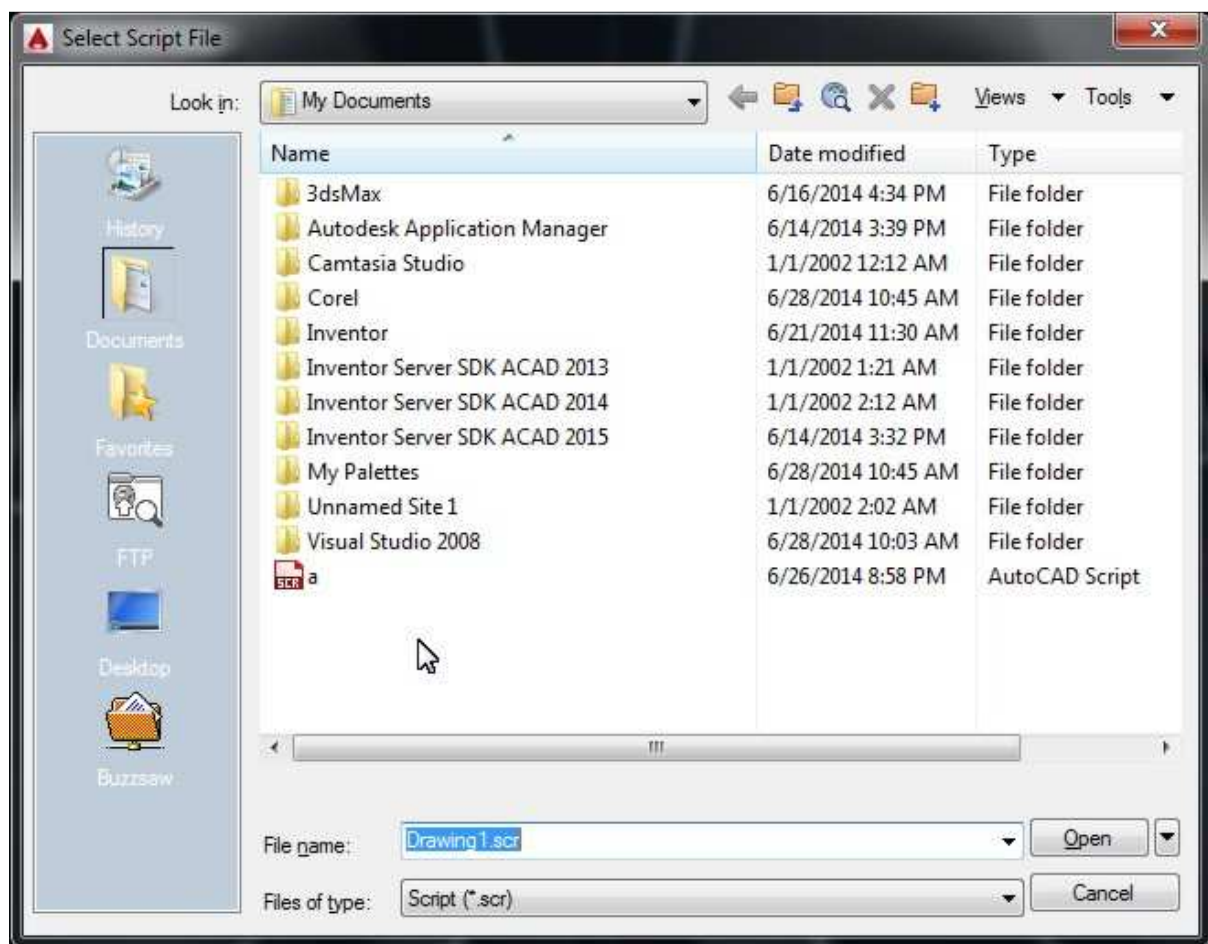 Select Script File
Look in: My Documents Views Tools
Name Date modified Type
3dsMax 6/16/2014 4:34 PM File folder
Autodesk Application Manager 6/14/2014 3:39 PM File folder
Camtasia Studio 1/1/2002 12:12 AM File folder
Corel 6/28/2014 10:45 AM File folder
Inventor 6/21/2014 11:30 AM File folder
Inventor Server SDK ACAD 2013 1/1/2002 1:21 AM File folder
Inventor Server SDK ACAD 2014 1/1/2002 2:12 AM File folder
Inventor Server SDK ACAD 2015 6/14/2014 3:32 PM File folder
My Palettes 6/28/2014 10:45 AM File folder
Unnamed Site 1 1/1/2002 2:02 AM File folder
Visual Studio 2008 6/28/2014 10:03 AM File folder
SCR a 6/26/2014 8:58 PM AutoCAD Script
History
Documents
Favorites
FTP
Desktop
Buzzsaw
File name: Drawing1.scr Open
Files of type: Script (*.scr) Cancel